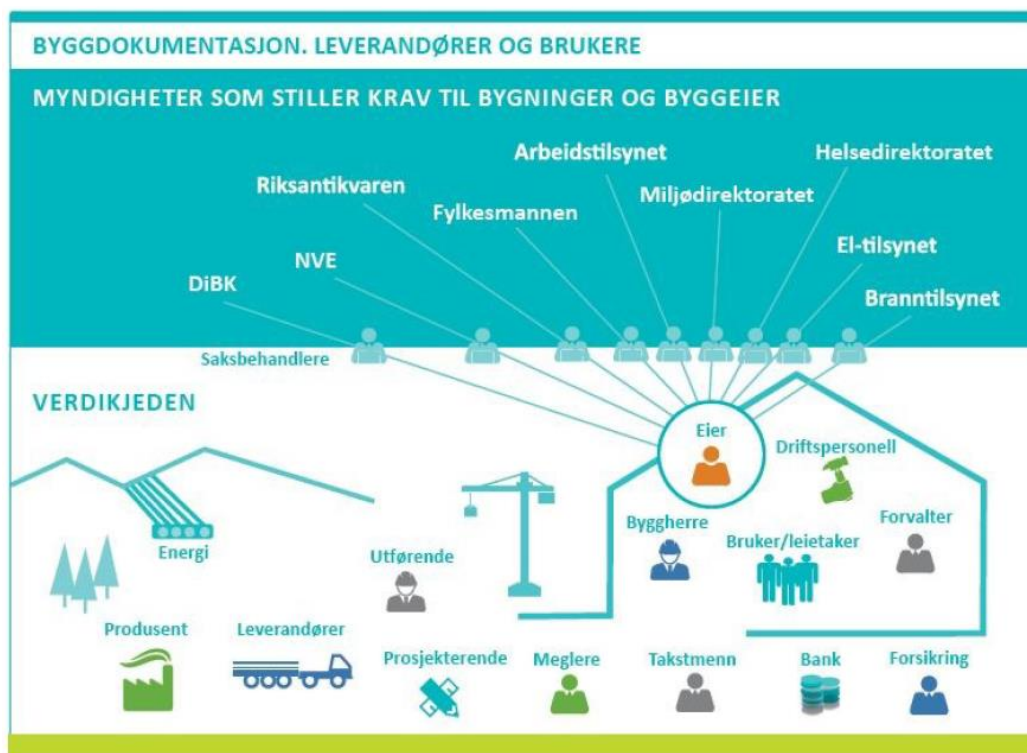 BYGGDOKUMENTASJON. LEVERANDØRER OG BRUKERE
MYNDIGHETER SOM STILLER KRAV TIL BYGNINGER OG BYGGEIER
Arbeidstilsynet
Helsedirektoratet
Riksantikvaren
Miljødirektoratet
Fylkesmannen
El-tilsynet
NVE
DiBK
Branntilsynet
Saksbehandlere
VERDIKJEDEN
Eier
Driftspersonell
Byggherre
Forvalter
Bruker/leietaker
Energi
Utførende
Produsent
Leverandører
Prosjekterende
Meglere
Takstmenn
Bank
Forsikring